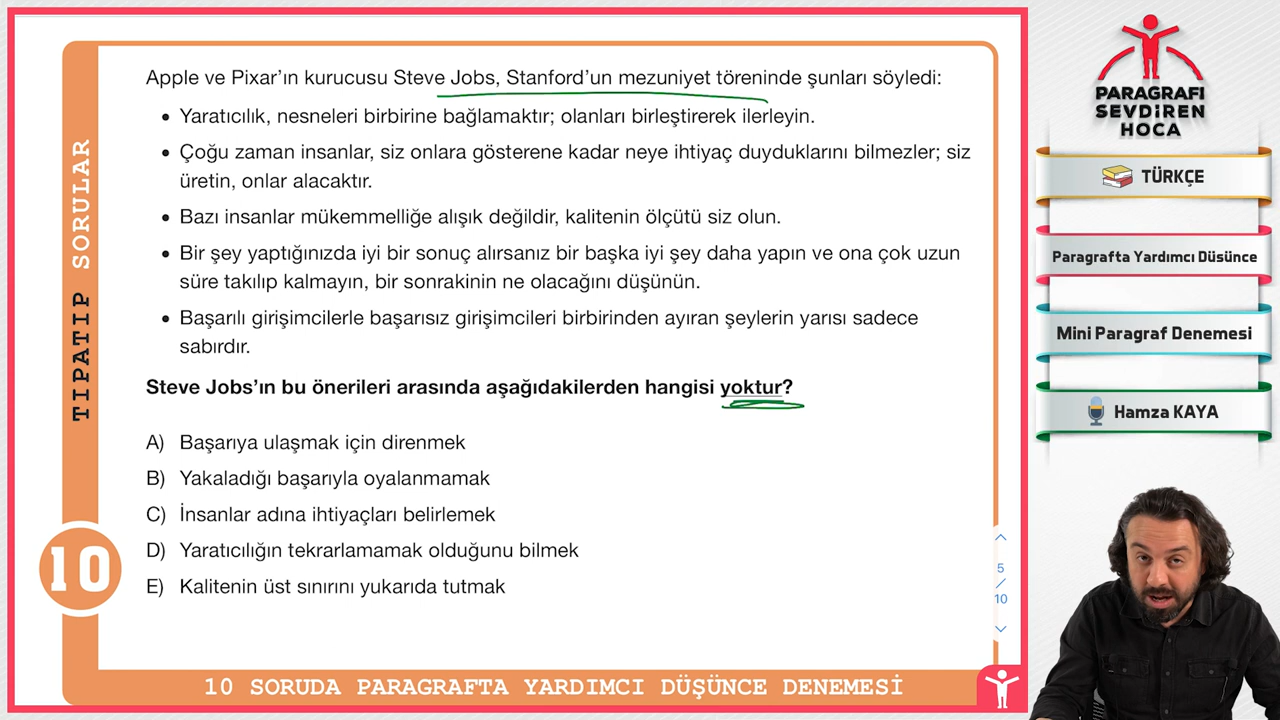 Apple ve Pixar’ın kurucusu Steve Jobs, Stanford’un mezuniyet töreninde şunları söyledi:
• Yaratıcılık, nesneleri birbirine bağlamaktır; olanları birleştirerek ilerleyin.
• Çoğu zaman insanlar, siz onlara gösterene kadar neye ihtiyaç duyduklarını bilmezler; siz
üretin, onlar alacaktır.
• Bazı insanlar mükemmelliğe alışık değildir, kalitenin ölçütü siz olun.
• Bir şey yaptığınızda iyi bir sonuç alırsanız bir başka iyi şey daha yapın ve ona çok uzun
süre takılıp kalmayın, bir sonrakinin ne olacağını düşünün.
• Başarılı girişimcilerle başarısız girişimcileri birbirinden ayıran şeylerin yarısı sadece
sabırdır.
Steve Jobs’ın bu önerileri arasında aşağıdakilerden hangisi yoktur?
A) Başarıya ulaşmak için direnmek
B) Yakaladığı başarıyla oyalanmamak
C) İnsanlar adına ihtiyaçları belirlemek
D) Yaratıcılığın tekrarlamamak olduğunu bilmek
E) Kalitenin üst sınırını yukarıda tutmak
TIPATIP SORULAR
10
5
/
10
10 SORUDA PARAGRAFTA YARDIMCI DÜŞÜNCE DENEMESİ
PARAGRAFI
SEVDİREN
HOCA
TÜRKÇE
Paragrafta Yardımcı Düşünce
Mini Paragraf Denemesi
Hamza KAYA